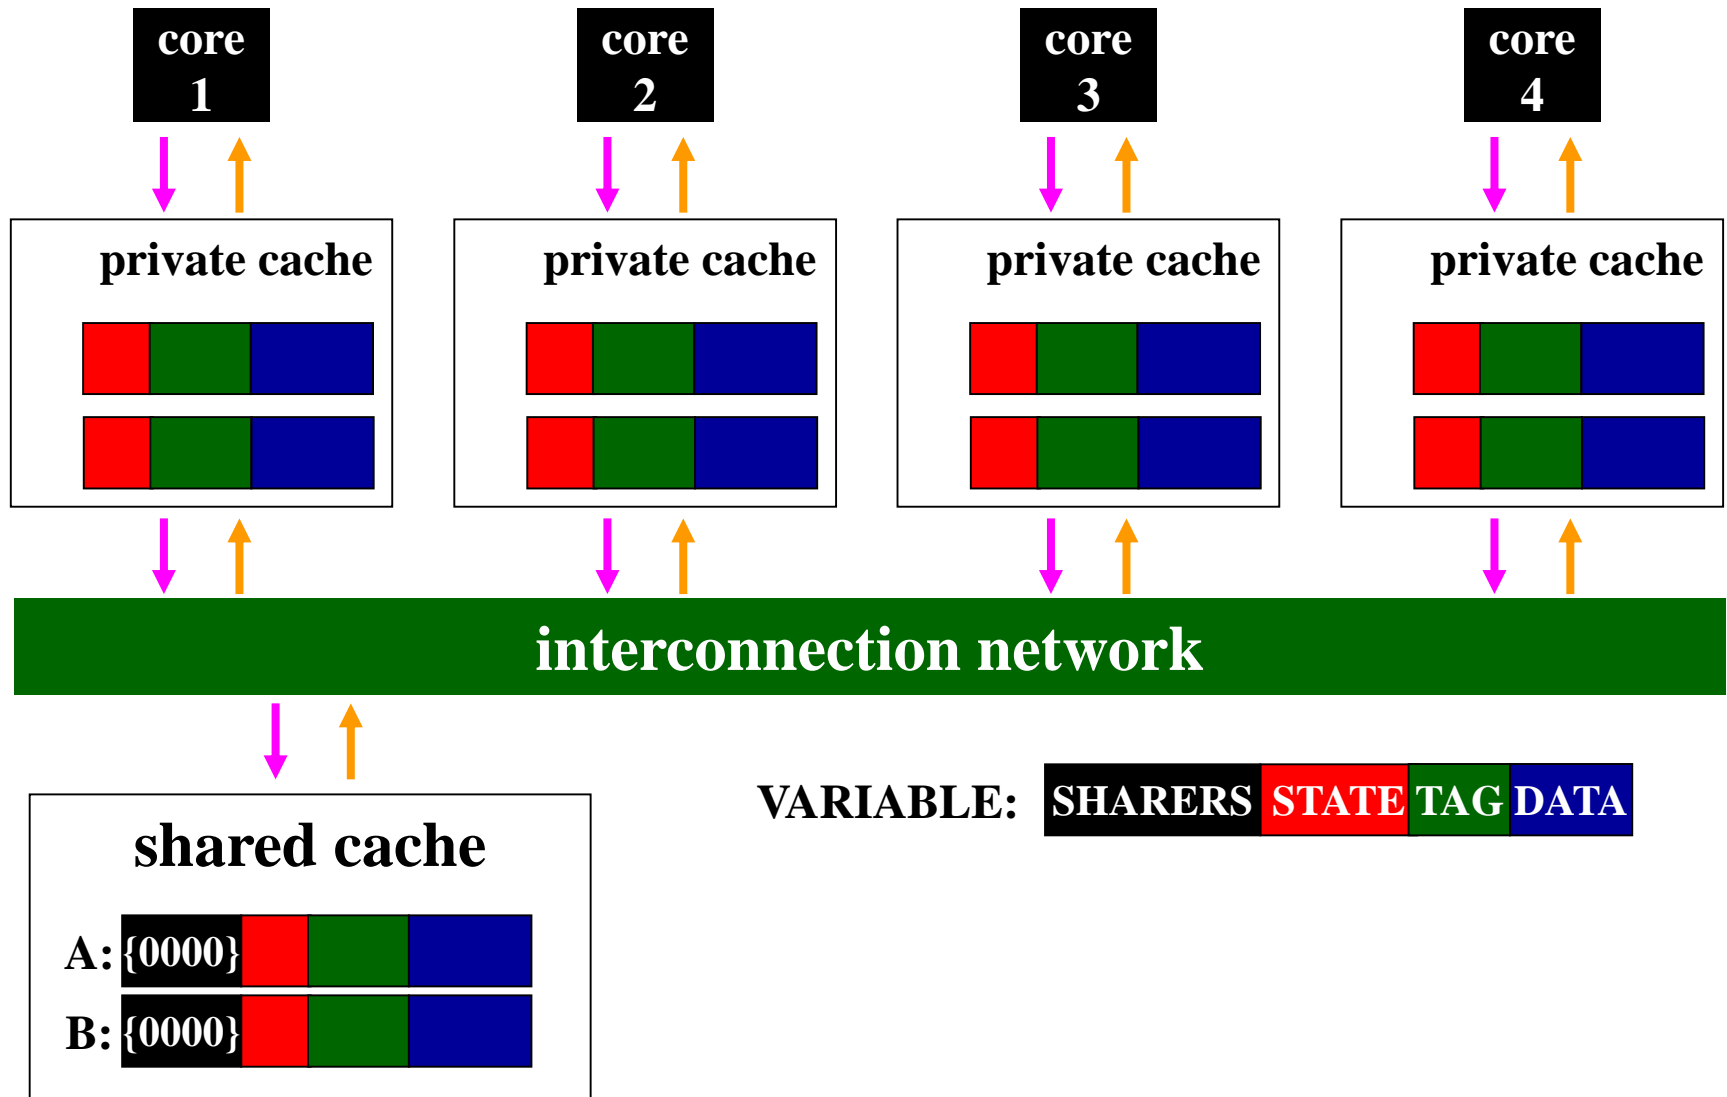 core
1
core
2
core
3
core
4
private cache
private cache
private cache
private cache
interconnection network
VARIABLE: SHARERS STATE TAG DATA
shared cache
A: {0000}
B: {0000}